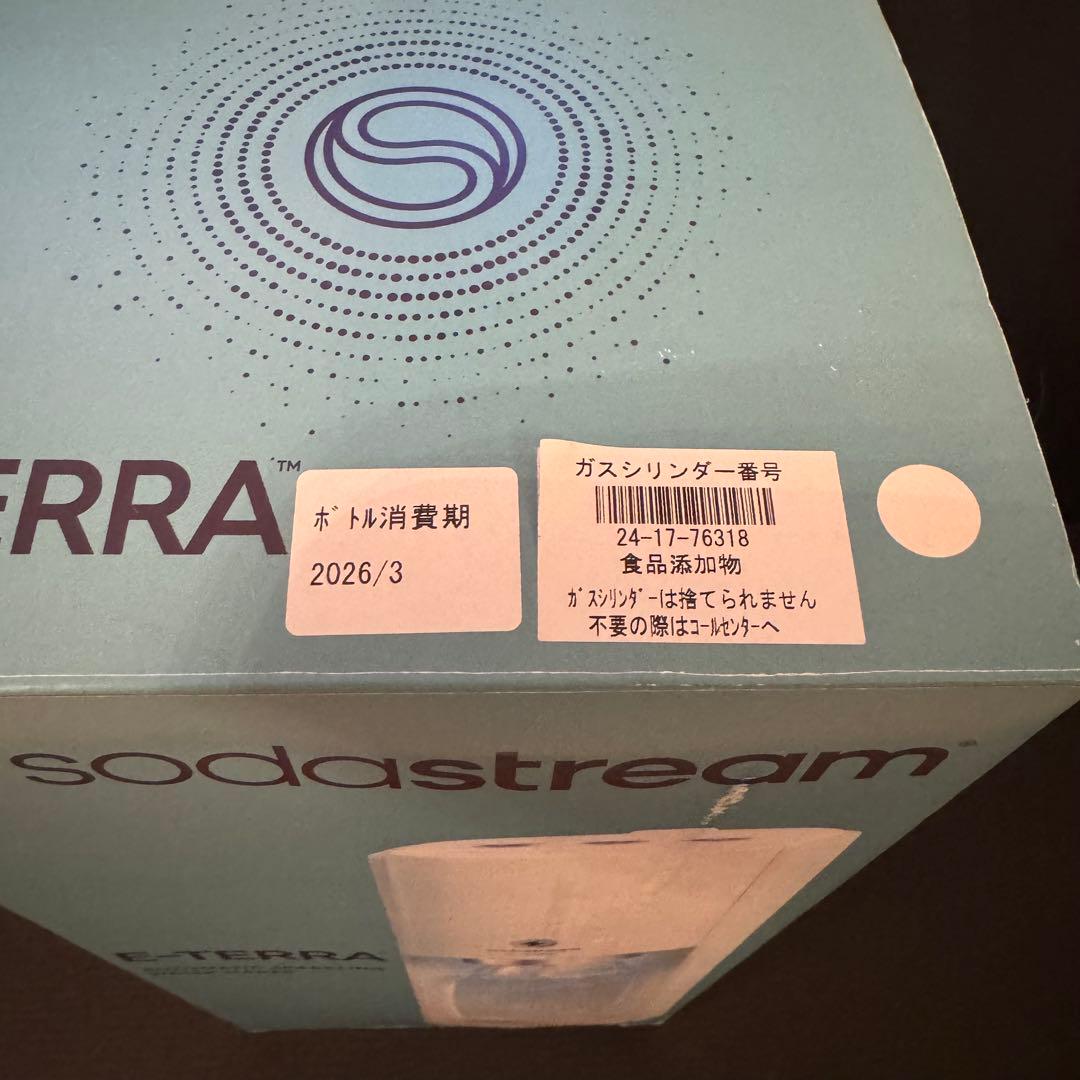 ERRA™
ﾎﾞﾄﾙ消費期
2026/3
ガスシリンダー番号
24-17-76318
食品添加物
ｶﾞｽｼﾘﾝﾀﾞｰは捨てられません
不要の際はｺｰﾙｾﾝﾀｰへ
sodastream
E-TERRA